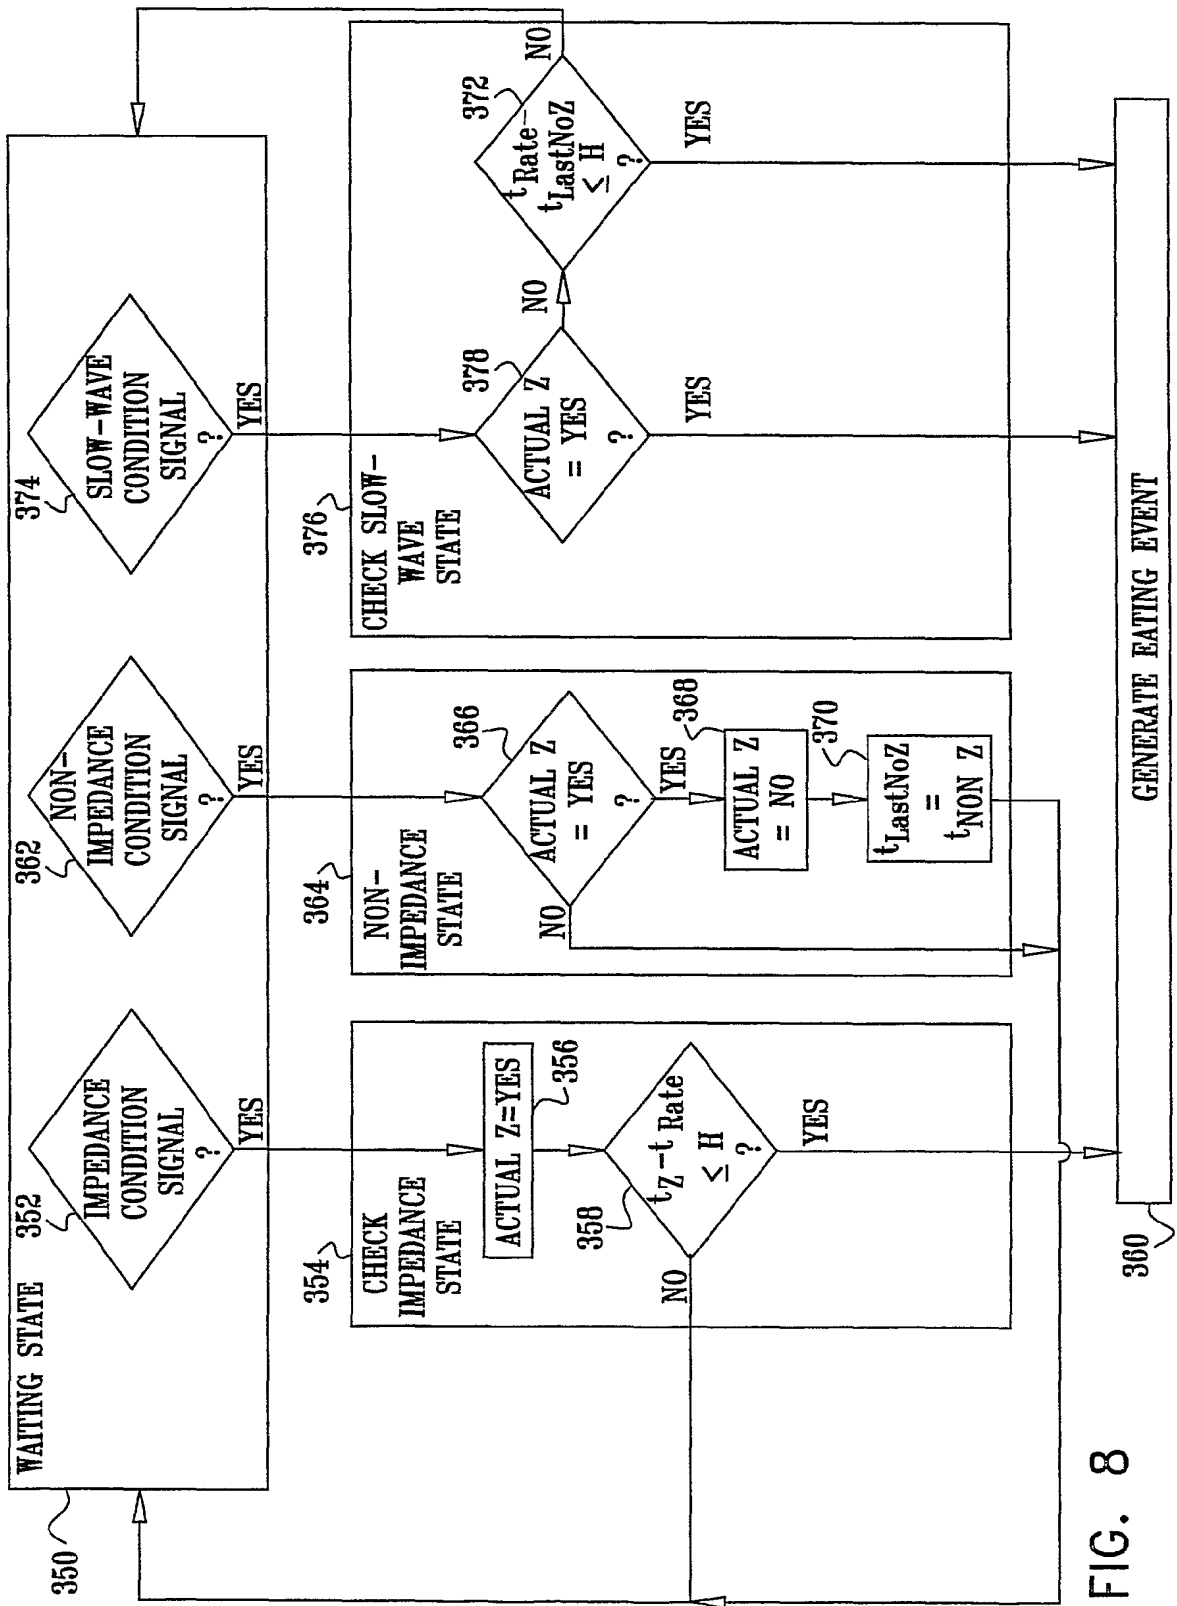 350
WAITING STATE
352
IMPEDANCE
CONDITION
SIGNAL
?
YES
362
NON-
IMPEDANCE
CONDITION
SIGNAL
?
YES
374
SLOW-WAVE
CONDITION
SIGNAL
?
YES
354
CHECK
IMPEDANCE
STATE
ACTUAL Z=YES
356
358
tZ-tRate
≤ H
?
NO
YES
364
NON-
IMPEDANCE
STATE
366
ACTUAL Z
= YES
?
NO
YES
368
ACTUAL Z
= NO
370
tLastNoZ
=
tNON Z
376
CHECK SLOW-
WAVE
STATE
378
ACTUAL Z
= YES
?
NO
YES
372
tRate-
tLastNoZ
≤ H
?
NO
YES
360
GENERATE EATING EVENT
FIG. 8